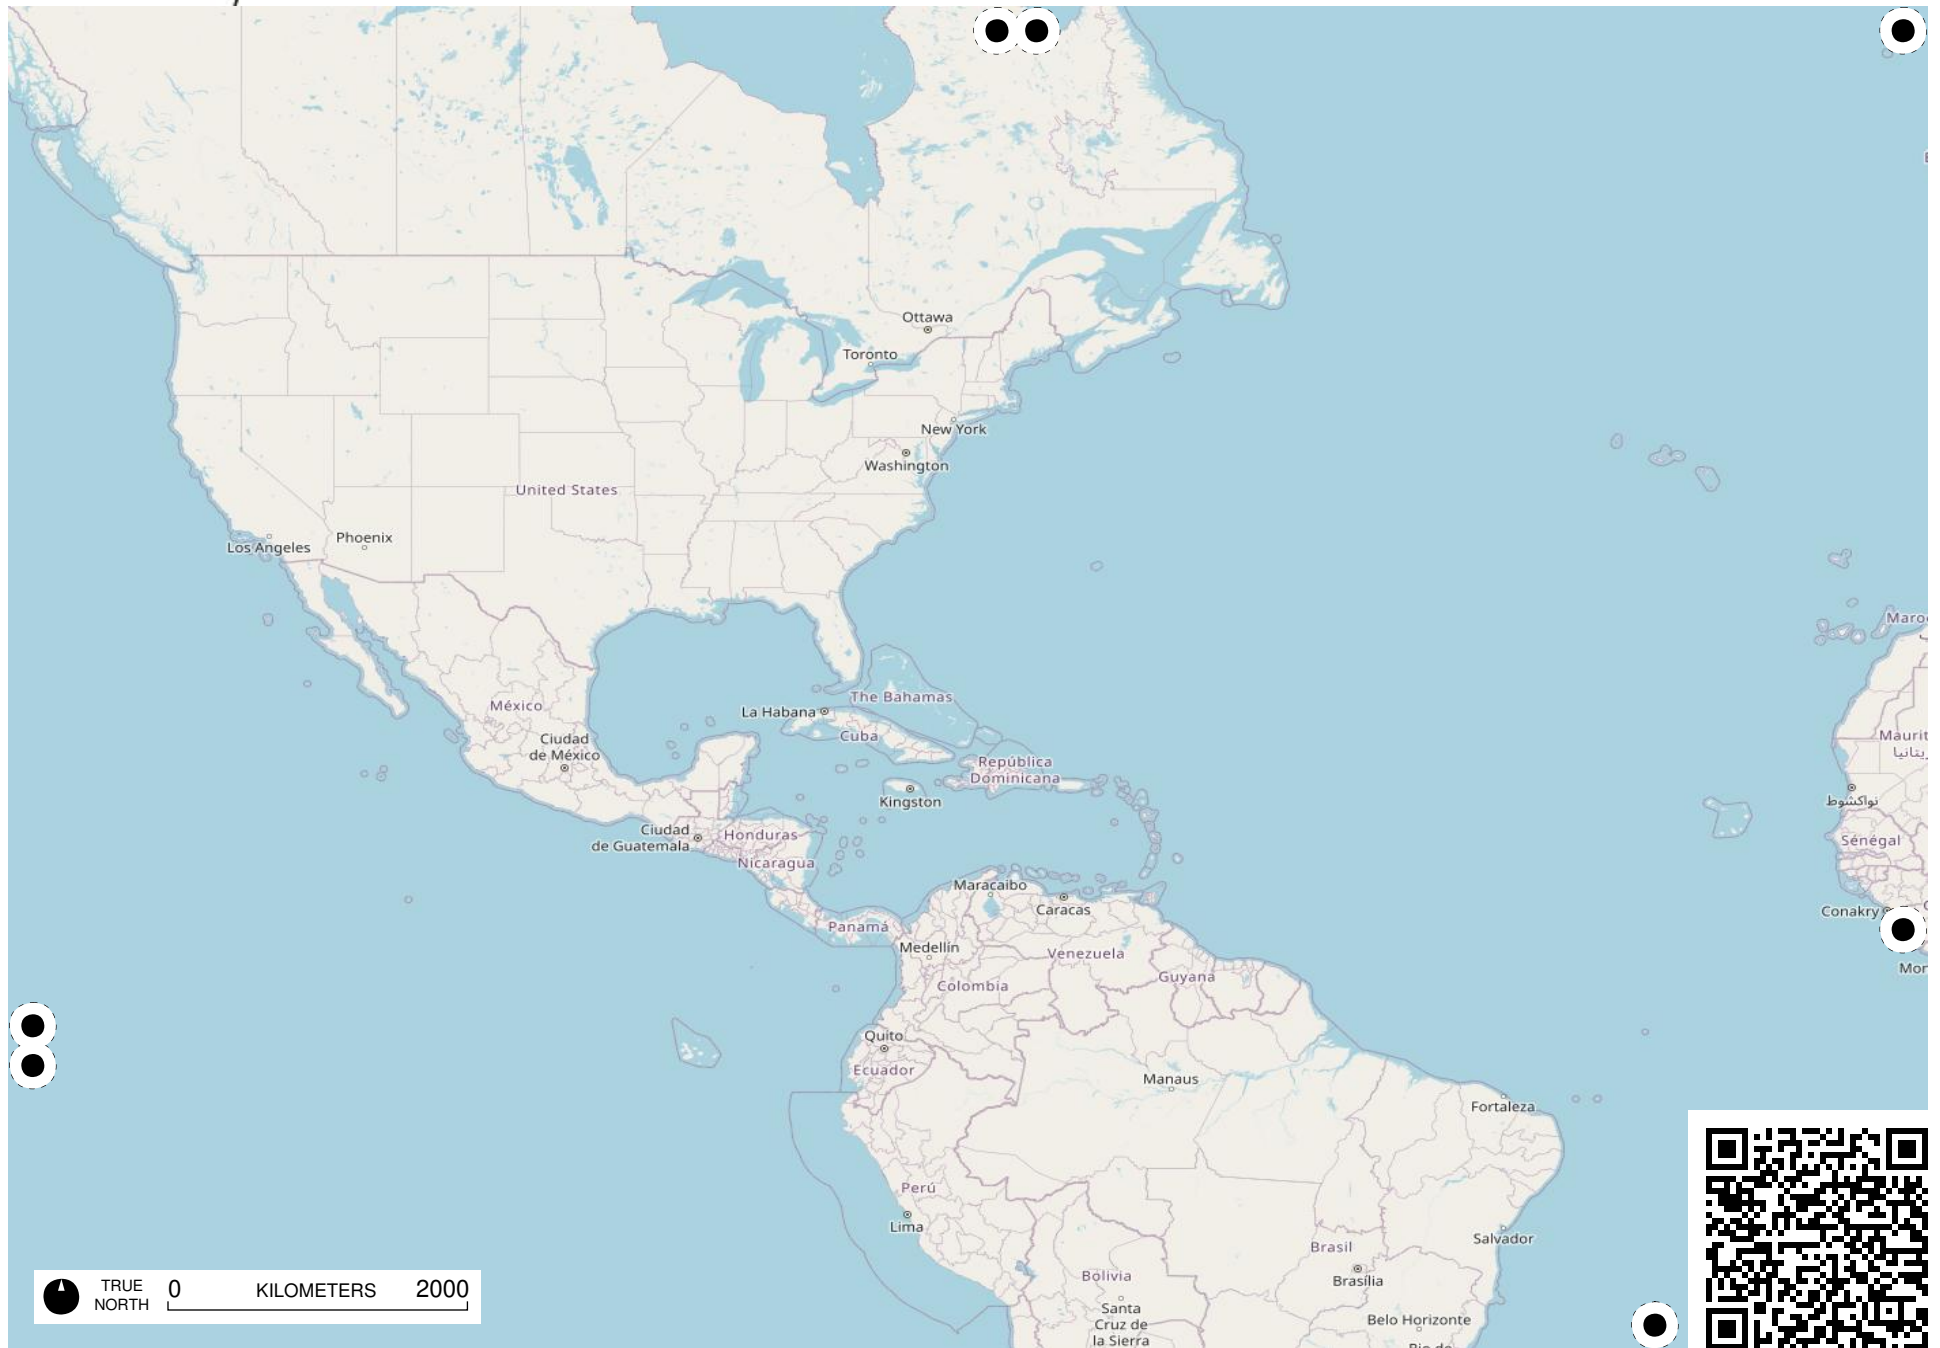 Ottawa
Toronto
New York
Washington
United States
Los Angeles
Phoenix
México
Ciudad
de México
The Bahamas
La Habana
Cuba
República
Dominicana
Kingston
Ciudad
de Guatemala
Honduras
Nicaragua
Panamá
Maracaibo
Caracas
Medellín
Venezuela
Guyana
Colombia
Quito
Ecuador
Manaus
Fortaleza
Perú
Lima
Salvador
Brasil
Brasília
Bolivia
Santa
Cruz de
la Sierra
Belo Horizonte
Maro
Maurit
نواكشوط
Sénégal
Conakry
Mon
TRUE
NORTH
0 KILOMETERS 2000